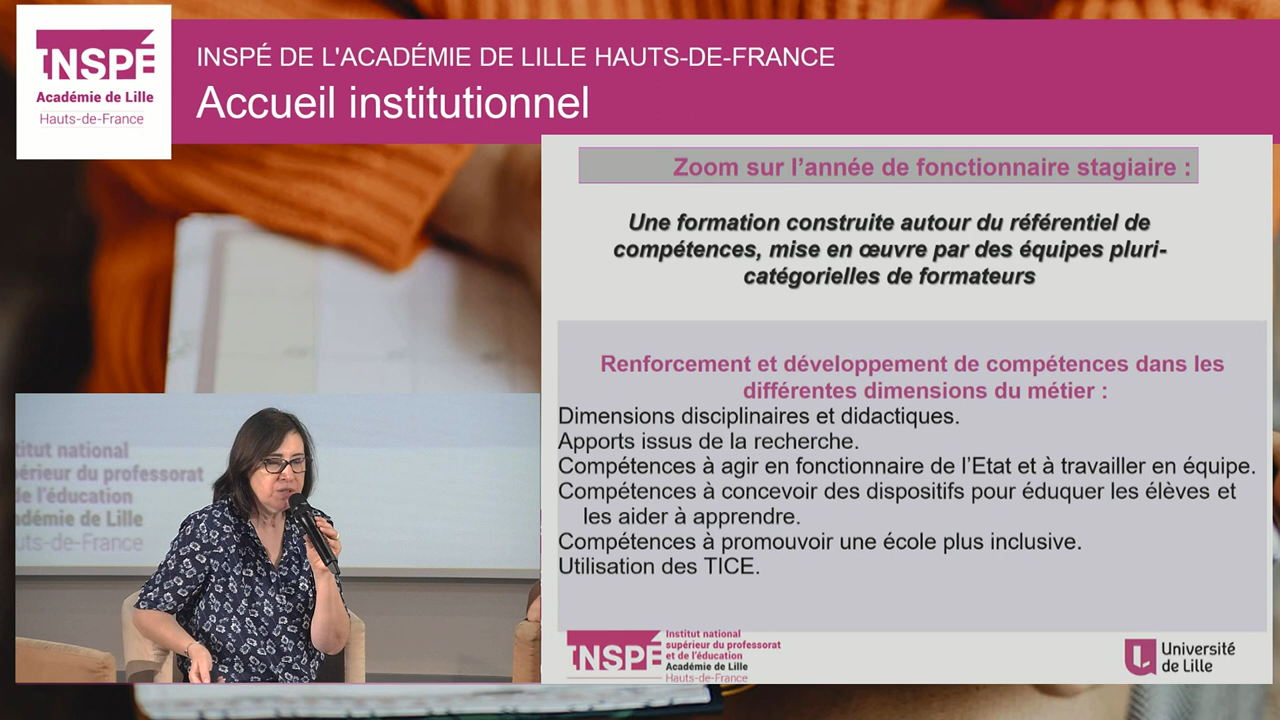 INSPÉ
Académie de Lille
Hauts-de-France
INSPÉ DE L'ACADÉMIE DE LILLE HAUTS-DE-FRANCE
Accueil institutionnel
Zoom sur l’année de fonctionnaire stagiaire :
Une formation construite autour du référentiel de
compétences, mise en œuvre par des équipes pluri-
catégorielles de formateurs
Renforcement et développement de compétences dans les
différentes dimensions du métier :
Dimensions disciplinaires et didactiques.
Apports issus de la recherche.
Compétences à agir en fonctionnaire de l’Etat et à travailler en équipe.
Compétences à concevoir des dispositifs pour éduquer les élèves et
les aider à apprendre.
Compétences à promouvoir une école plus inclusive.
Utilisation des TICE.
titut national
érieur du professorat
de l'éducation
adémie de Lille
uts-de-France
INSPÉ
Institut national
supérieur du professorat
et de l'éducation
Académie de Lille
Hauts-de-France
Université
de Lille